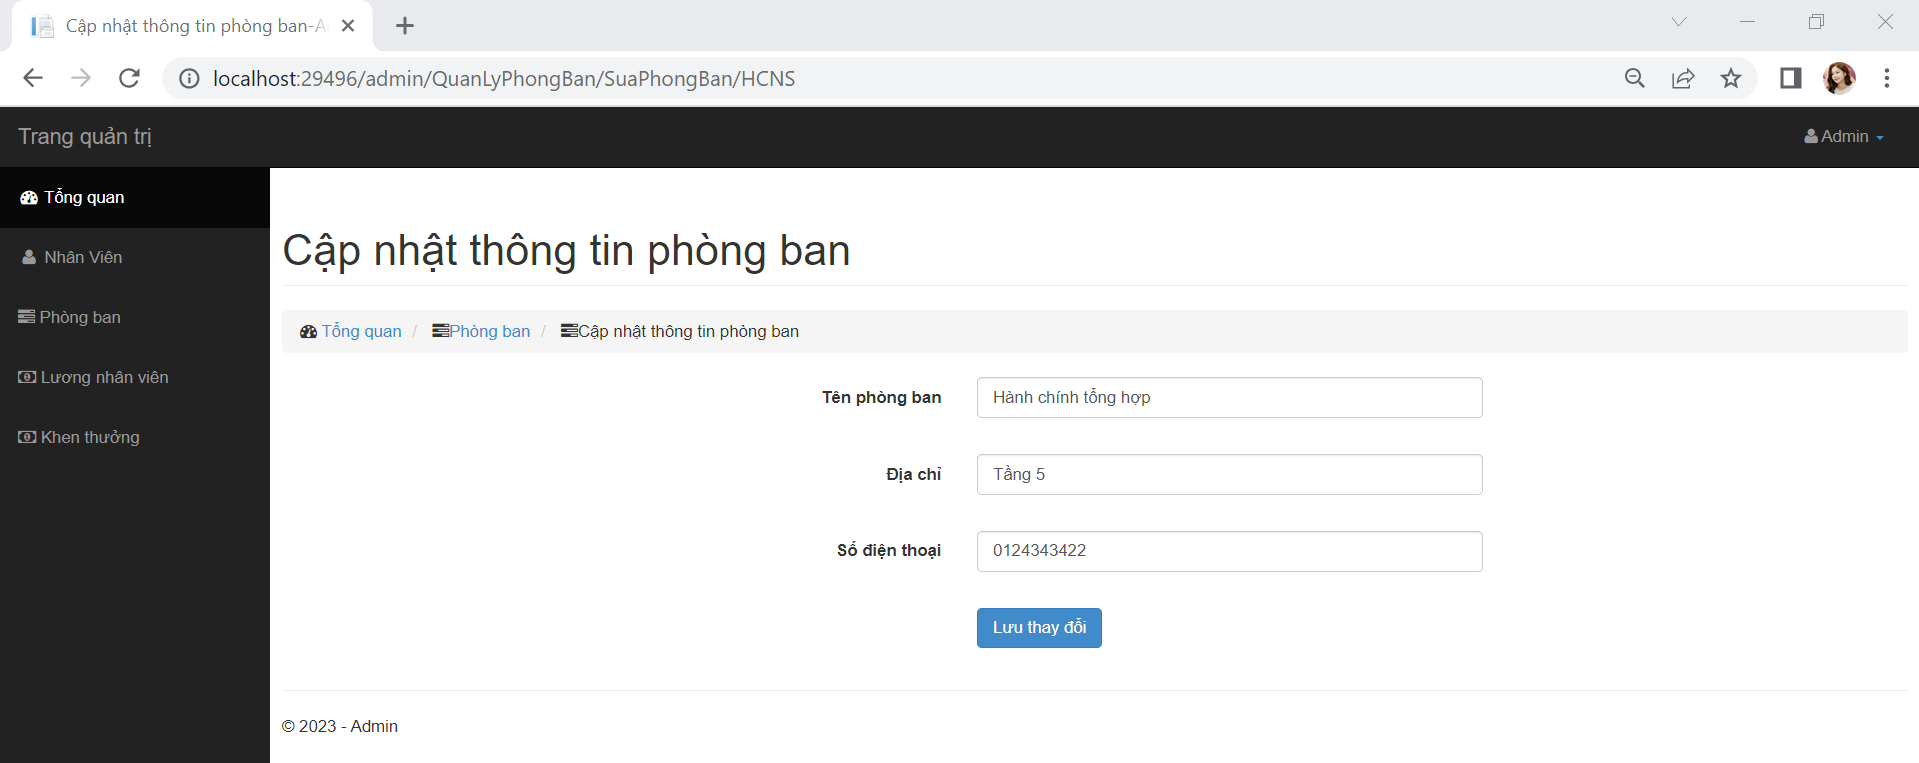 Cập nhật thông tin phòng ban-A
localhost:29496/admin/QuanLyPhongBan/SuaPhongBan/HCNS
Trang quản trị
Admin
Tổng quan
Nhân Viên
Phòng ban
Lương nhân viên
Khen thưởng
Cập nhật thông tin phòng ban
Tổng quan / Phòng ban / Cập nhật thông tin phòng ban
Tên phòng ban Hành chính tổng hợp
Địa chỉ Tầng 5
Số điện thoại 0124343422
Lưu thay đổi
© 2023 - Admin